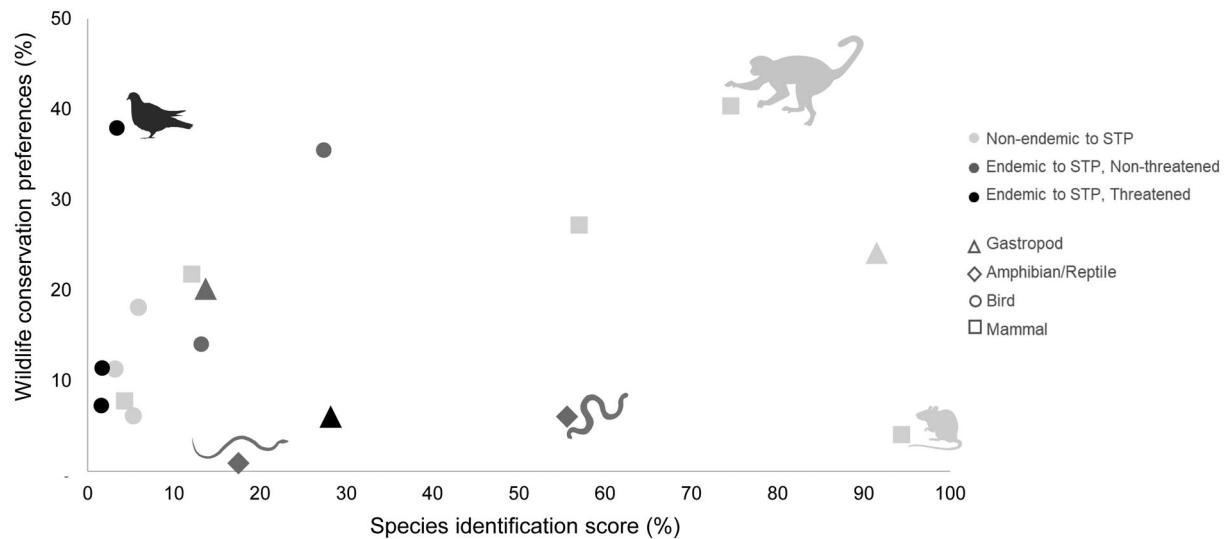 Wildlife conservation preferences (%)
50
40
30
20
10
-
0 10 20 30 40 50 60 70 80 90 100
Species identification score (%)
Non-endemic to STP
Endemic to STP, Non-threatened
Endemic to STP, Threatened
Gastropod
Amphibian/Reptile
Bird
Mammal